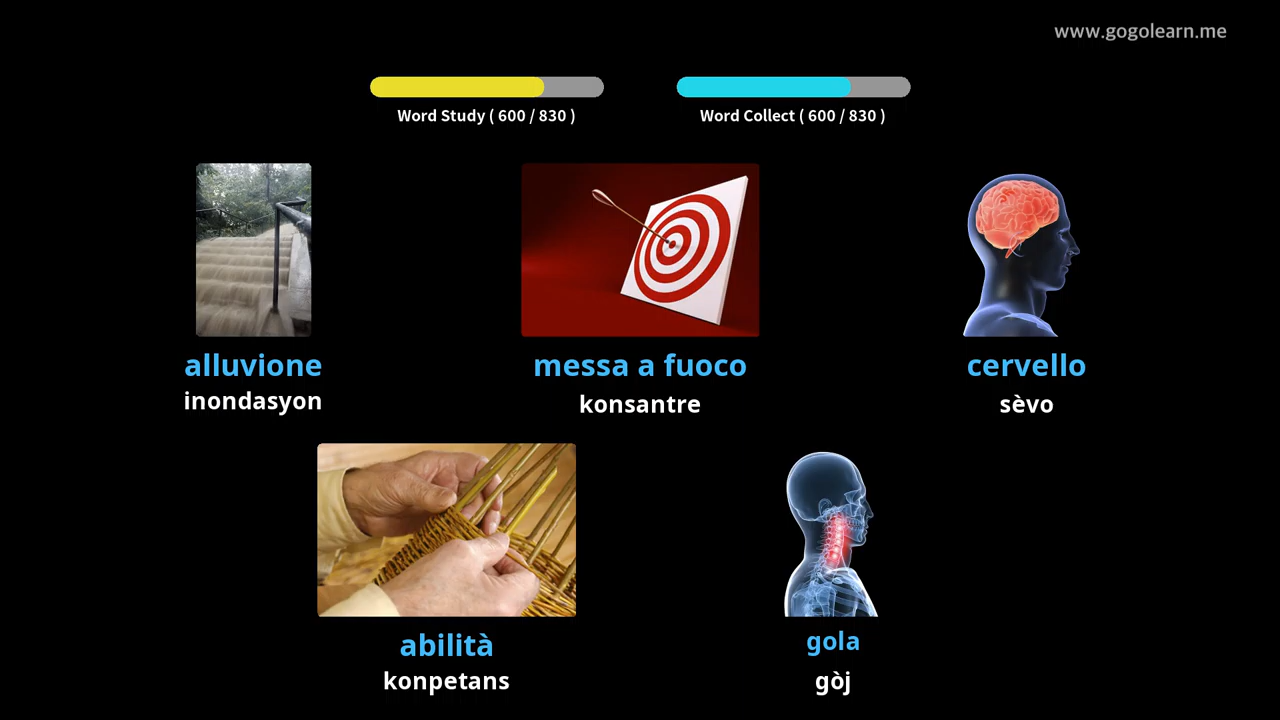 www.gogolearn.me
Word Study ( 600 / 830 )
Word Collect ( 600 / 830 )
alluvione
inondasyon
messa a fuoco
konsantre
cervello
sèvo
abilità
konpetans
gola
gòj